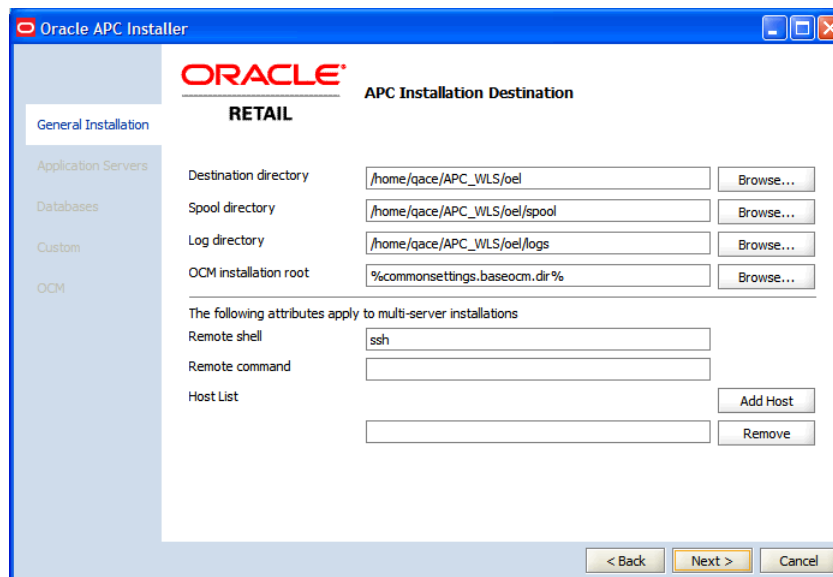 Oracle APC Installer
ORACLE
RETAIL
APC Installation Destination
General Installation
Application Servers
Databases
Custom
OCM
Destination directory /home/qace/APC_WLS/oel Browse...
Spool directory /home/qace/APC_WLS/oel/spool Browse...
Log directory /home/qace/APC_WLS/oel/logs Browse...
OCM installation root %commonsettings.baseocm.dir% Browse...
The following attributes apply to multi-server installations
Remote shell ssh
Remote command
Host List Add Host
Remove
< Back Next > Cancel